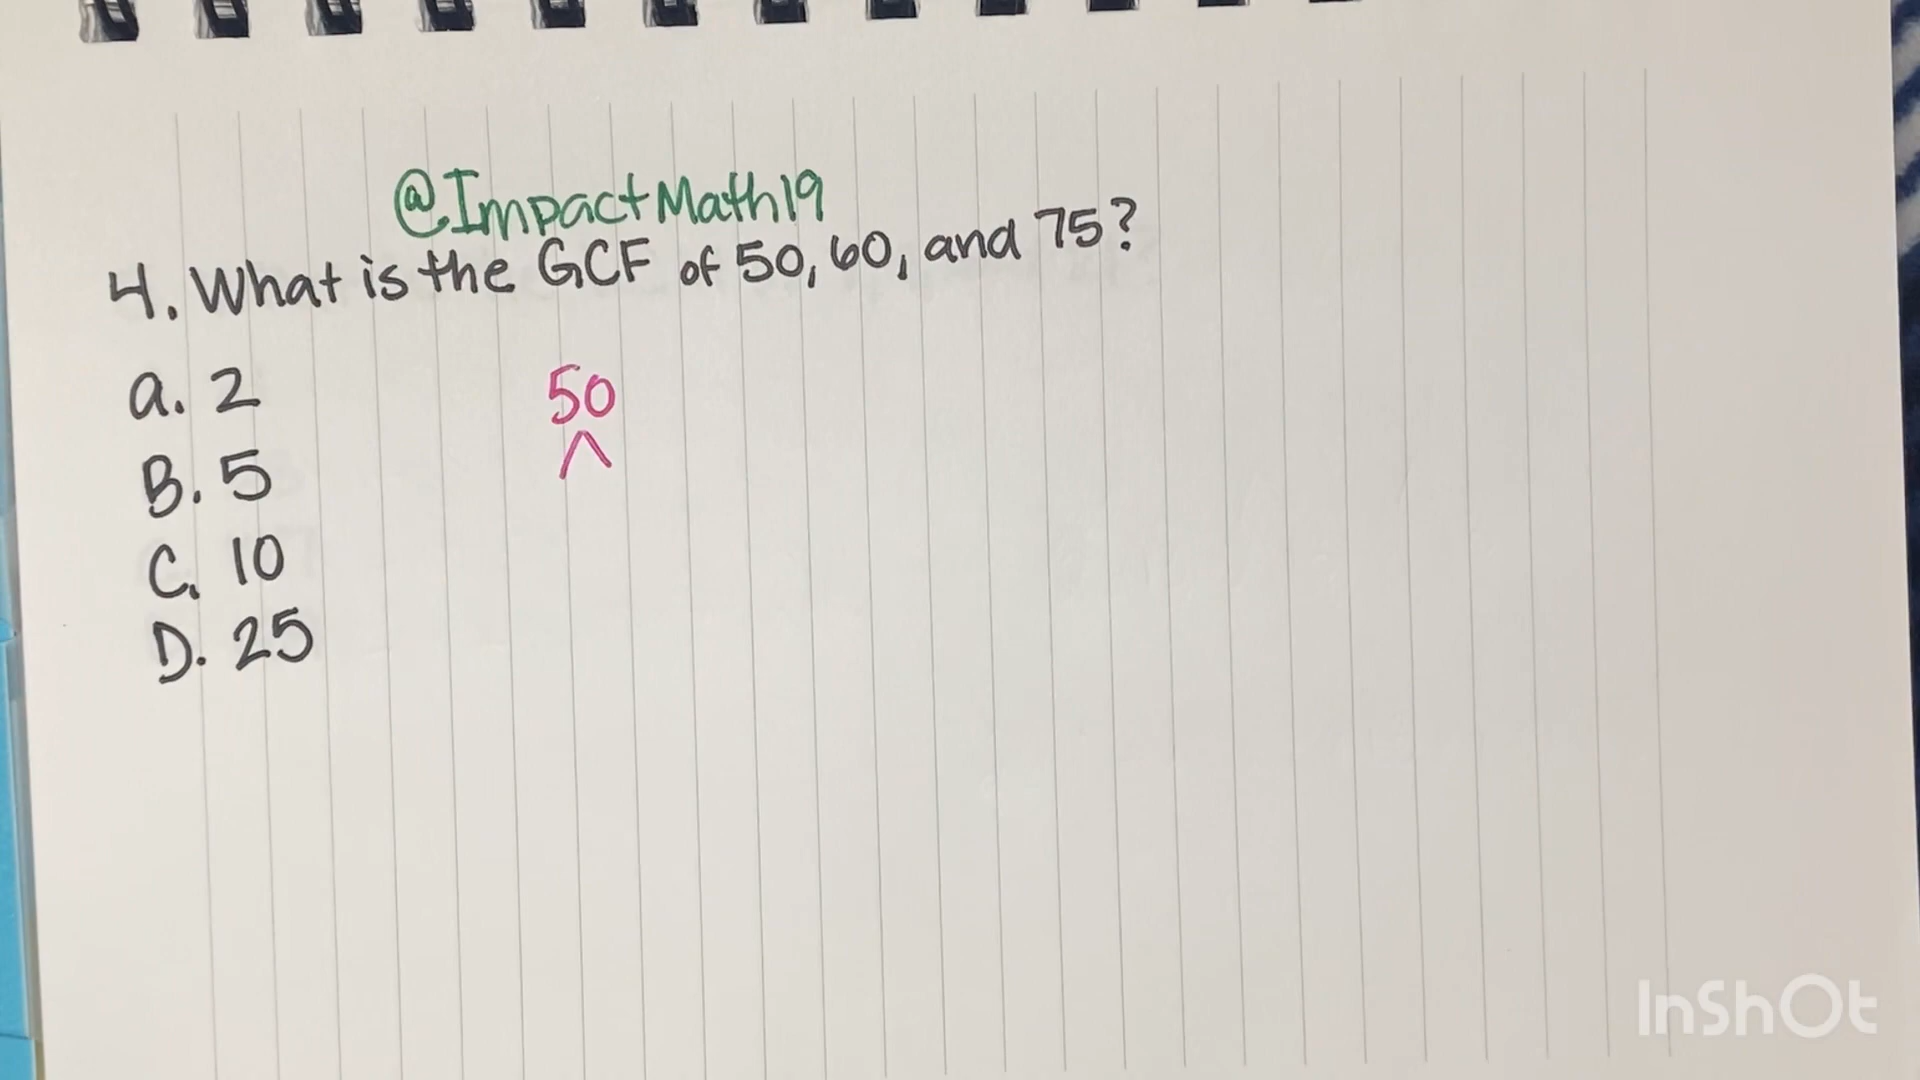 @ImpactMath19
4. What is the GCF of 50, 60, and 75?
a. 2
50
B. 5
C. 10
D. 25
InShOt